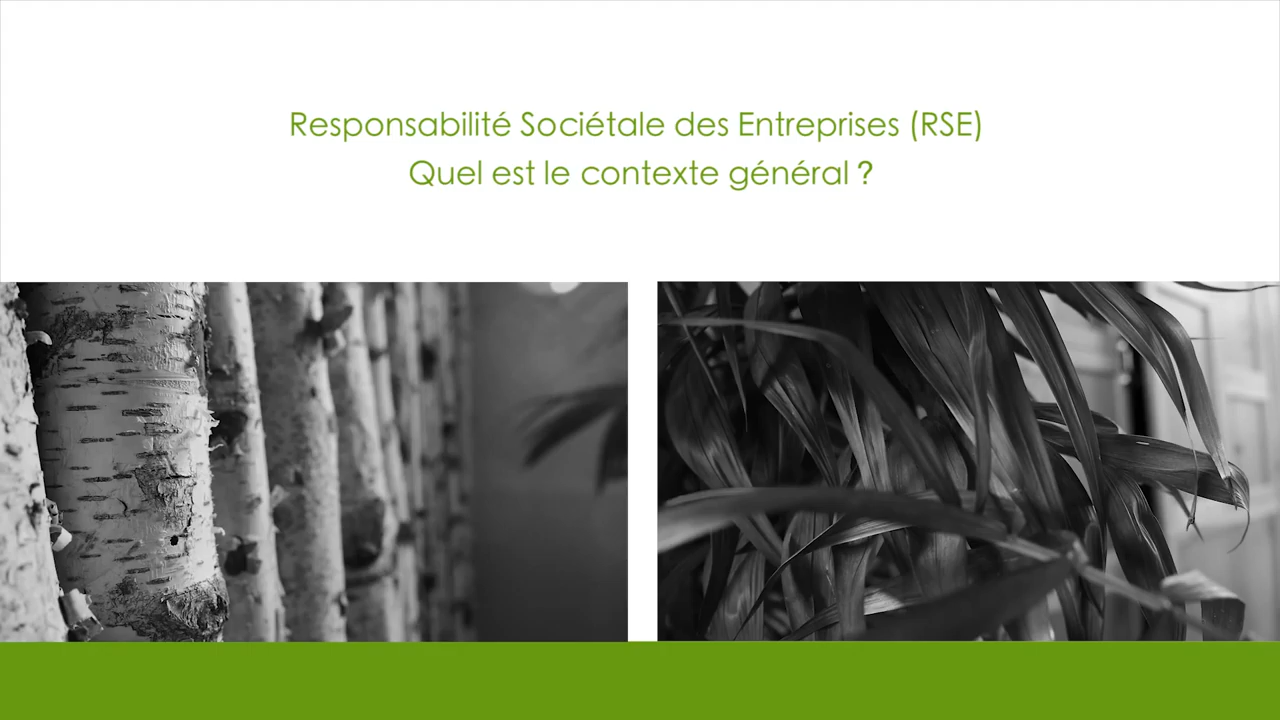 Responsabilité Sociétale des Entreprises (RSE)
Quel est le contexte général ?